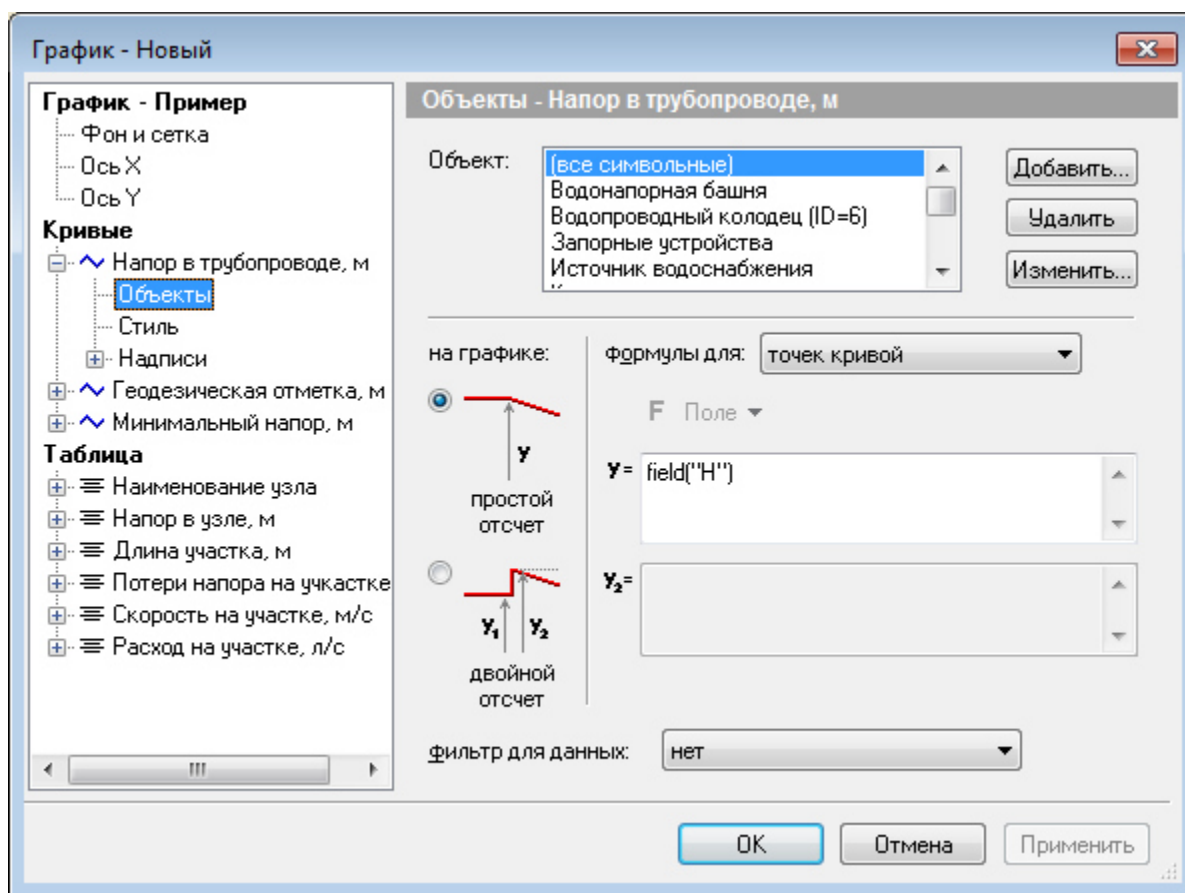 График - Новый
График - Пример
Фон и сетка
Ось X
Ось Y
Кривые
Напор в трубопроводе, м
Объекты
Стиль
Надписи
Геодезическая отметка, м
Минимальный напор, м
Таблица
Наименование узла
Напор в узле, м
Длина участка, м
Потери напора на учкастке
Скорость на участке, м/с
Расход на участке, л/с
Объекты - Напор в трубопроводе, м
Объект:
(все символьные)
Водонапорная башня
Водопроводный колодец (ID=6)
Запорные устройства
Источник водоснабжения
Добавить...
Удалить
Изменить...
на графике:
Y
простой
отсчет
Y₁ Y₂
двойной
отсчет
Формулы для: точек кривой
F Поле
Y= field("H")
Y₂=
Фильтр для данных: нет
OK Отмена Применить